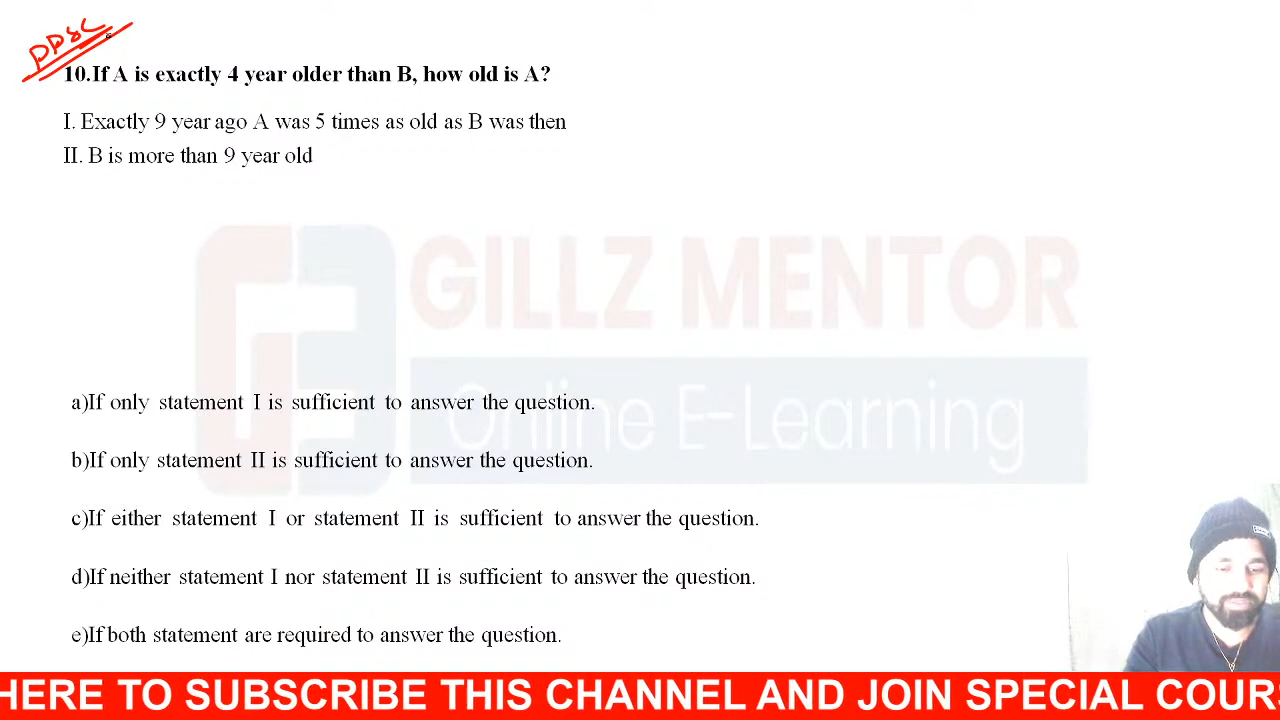 PPSC
10.If A is exactly 4 year older than B, how old is A?
I. Exactly 9 year ago A was 5 times as old as B was then
II. B is more than 9 year old
GILLZ MENTOR
Online E-Learning
a)If only statement I is sufficient to answer the question.
b)If only statement II is sufficient to answer the question.
c)If either statement I or statement II is sufficient to answer the question.
d)If neither statement I nor statement II is sufficient to answer the question.
e)If both statement are required to answer the question.
HERE TO SUBSCRIBE THIS CHANNEL AND JOIN SPECIAL COUR